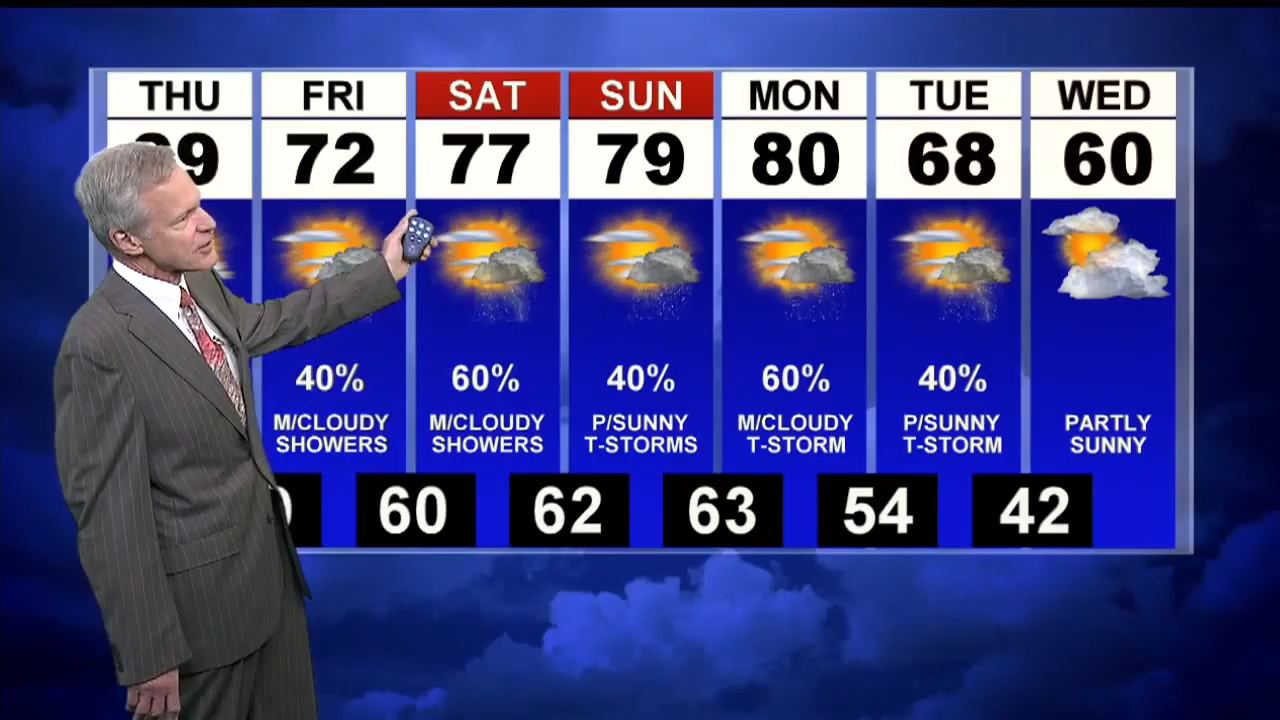 THU FRI SAT SUN MON TUE WED
72 77 79 80 68 60
40% 60% 40% 60% 40%
M/CLOUDY M/CLOUDY P/SUNNY M/CLOUDY P/SUNNY PARTLY
SHOWERS SHOWERS T-STORMS T-STORM T-STORM SUNNY
60 62 63 54 42